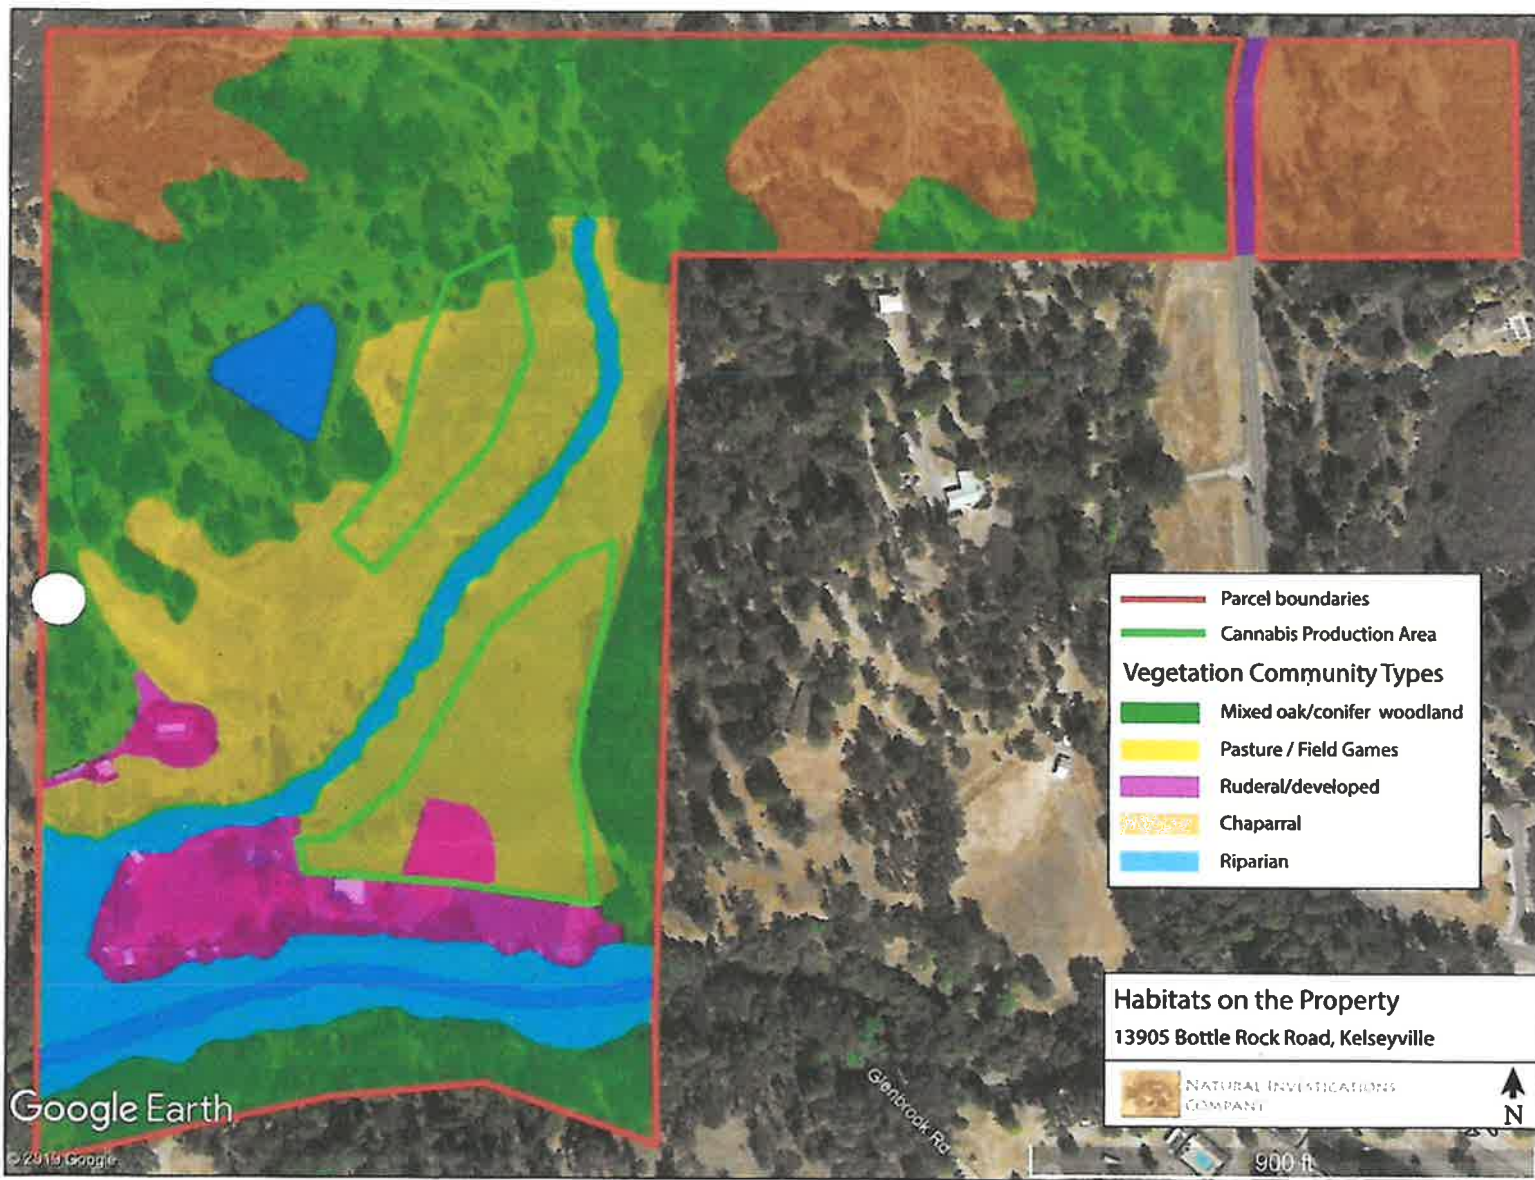 Parcel boundaries
Cannabis Production Area
Vegetation Community Types
Mixed oak/conifer woodland
Pasture / Field Games
Ruderal/developed
Chaparral
Riparian
Habitats on the Property
13905 Bottle Rock Road, Kelseyville
NATURAL INVESTIGATIONS
COMPANY
N
Glenbrook Rd
Google Earth
© 2019 Google
900 ft